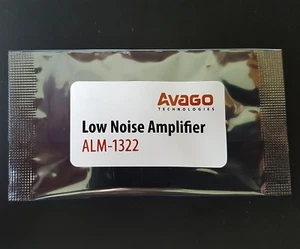 Avago
TECHNOLOGIES
Low Noise Amplifier
ALM-1322